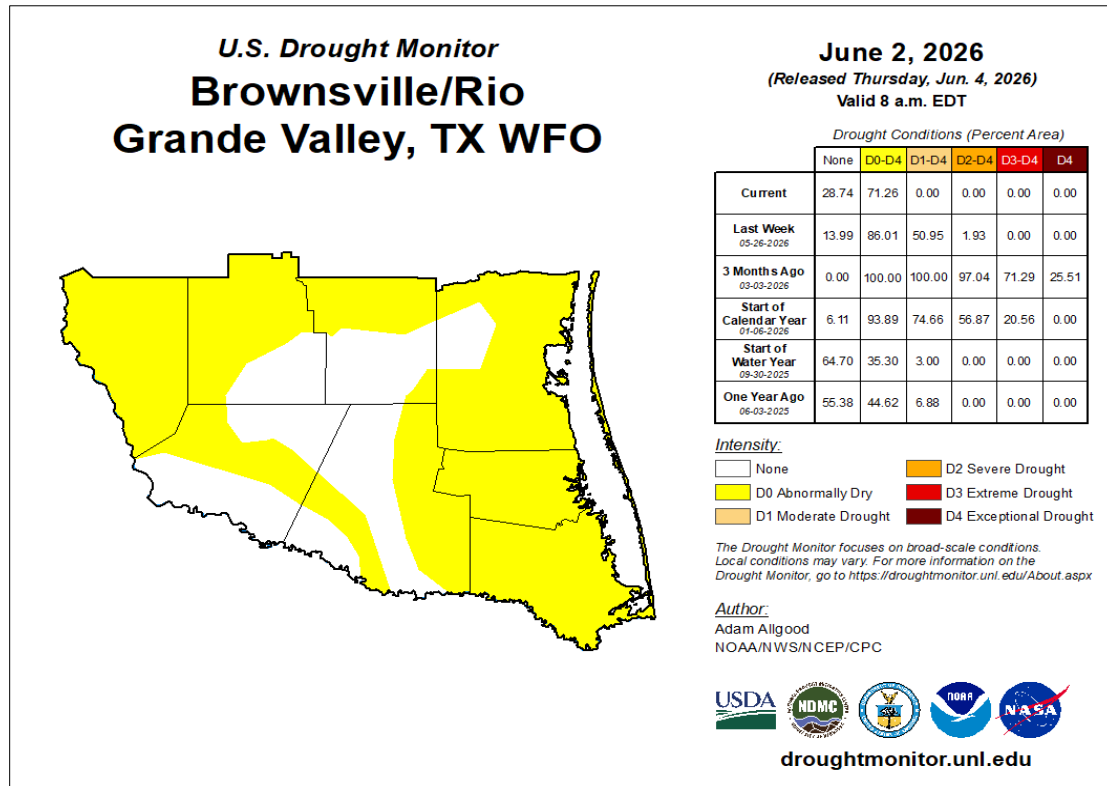 U.S. Drought Monitor
Brownsville/Rio
Grande Valley, TX WFO
June 2, 2026
(Released Thursday, Jun. 4, 2026)
Valid 8 a.m. EDT
Drought Conditions (Percent Area)
None D0-D4 D1-D4 D2-D4 D3-D4 D4
Current 28.74 71.26 0.00 0.00 0.00 0.00
Last Week
05-26-2026 13.99 86.01 50.95 1.93 0.00 0.00
3 Months Ago
03-03-2026 0.00 100.00 100.00 97.04 71.29 25.51
Start of
Calendar Year
01-06-2026 6.11 93.89 74.66 56.87 20.56 0.00
Start of
Water Year
09-30-2025 64.70 35.30 3.00 0.00 0.00 0.00
One Year Ago
06-03-2025 55.38 44.62 6.88 0.00 0.00 0.00
Intensity:
None
D0 Abnormally Dry
D1 Moderate Drought
D2 Severe Drought
D3 Extreme Drought
D4 Exceptional Drought
The Drought Monitor focuses on broad-scale conditions.
Local conditions may vary. For more information on the
Drought Monitor, go to https://droughtmonitor.unl.edu/About.aspx
Author:
Adam Allgood
NOAA/NWS/NCEP/CPC
USDA
NDMC
NOAA
NASA
droughtmonitor.unl.edu